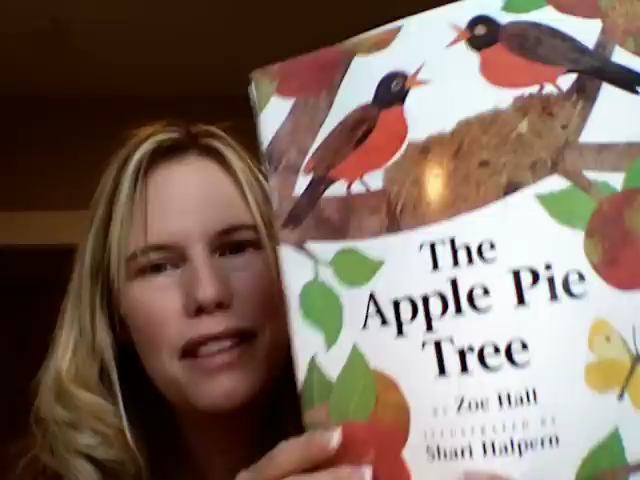 The
Apple Pie
Tree
BY Zoe Hall
ILLUSTRATED BY
Shari Halpern